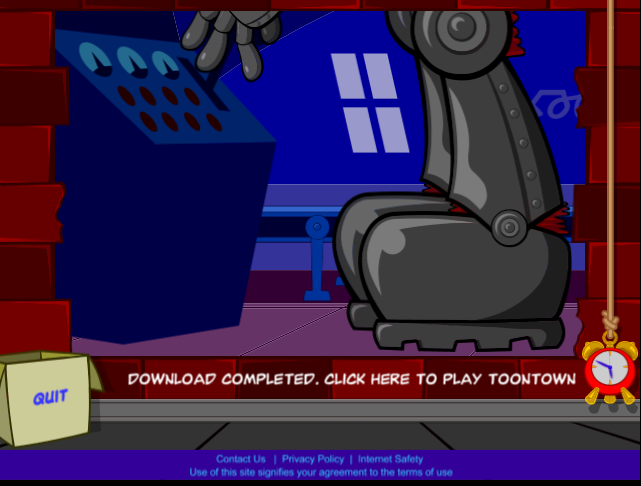 DOWNLOAD COMPLETED. CLICK HERE TO PLAY TOONTOWN
QUIT
Contact Us | Privacy Policy | Internet Safety
Use of this site signifies your agreement to the terms of use